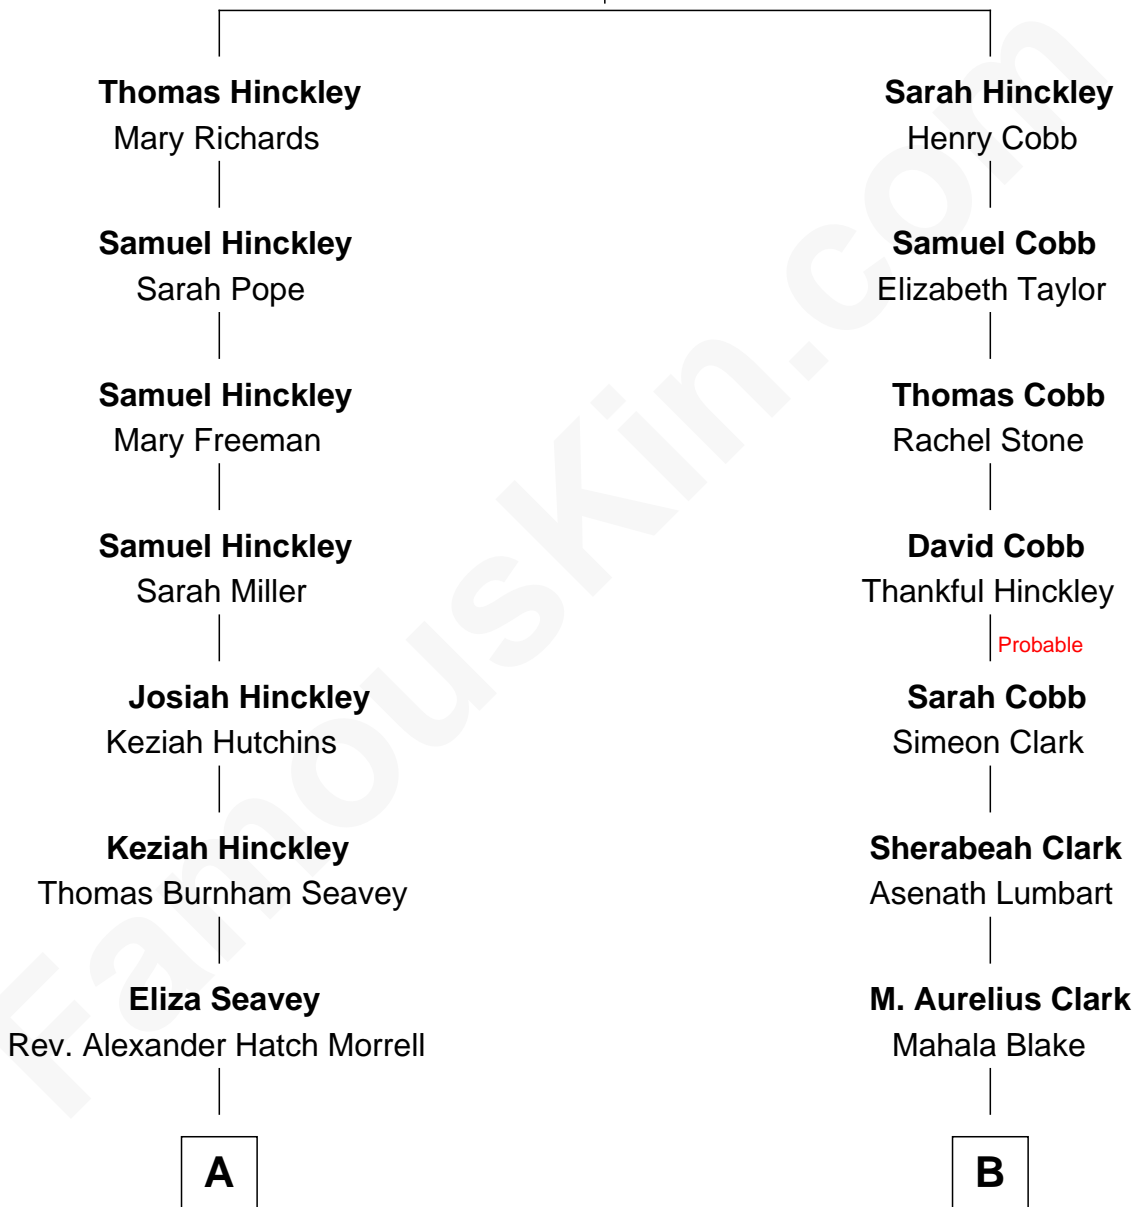 Thomas Hinckley
Mary Richards
Samuel Hinckley
Sarah Pope
Samuel Hinckley
Mary Freeman
Samuel Hinckley
Sarah Miller
Josiah Hinckley
Keziah Hutchins
Keziah Hinckley
Thomas Burnham Seavey
Eliza Seavey
Rev. Alexander Hatch Morrell
A
Sarah Hinckley
Henry Cobb
Samuel Cobb
Elizabeth Taylor
Thomas Cobb
Rachel Stone
David Cobb
Thankful Hinckley
Probable
Sarah Cobb
Simeon Clark
Sherabeah Clark
Asenath Lumbart
M. Aurelius Clark
Mahala Blake
B
FamousKin.com